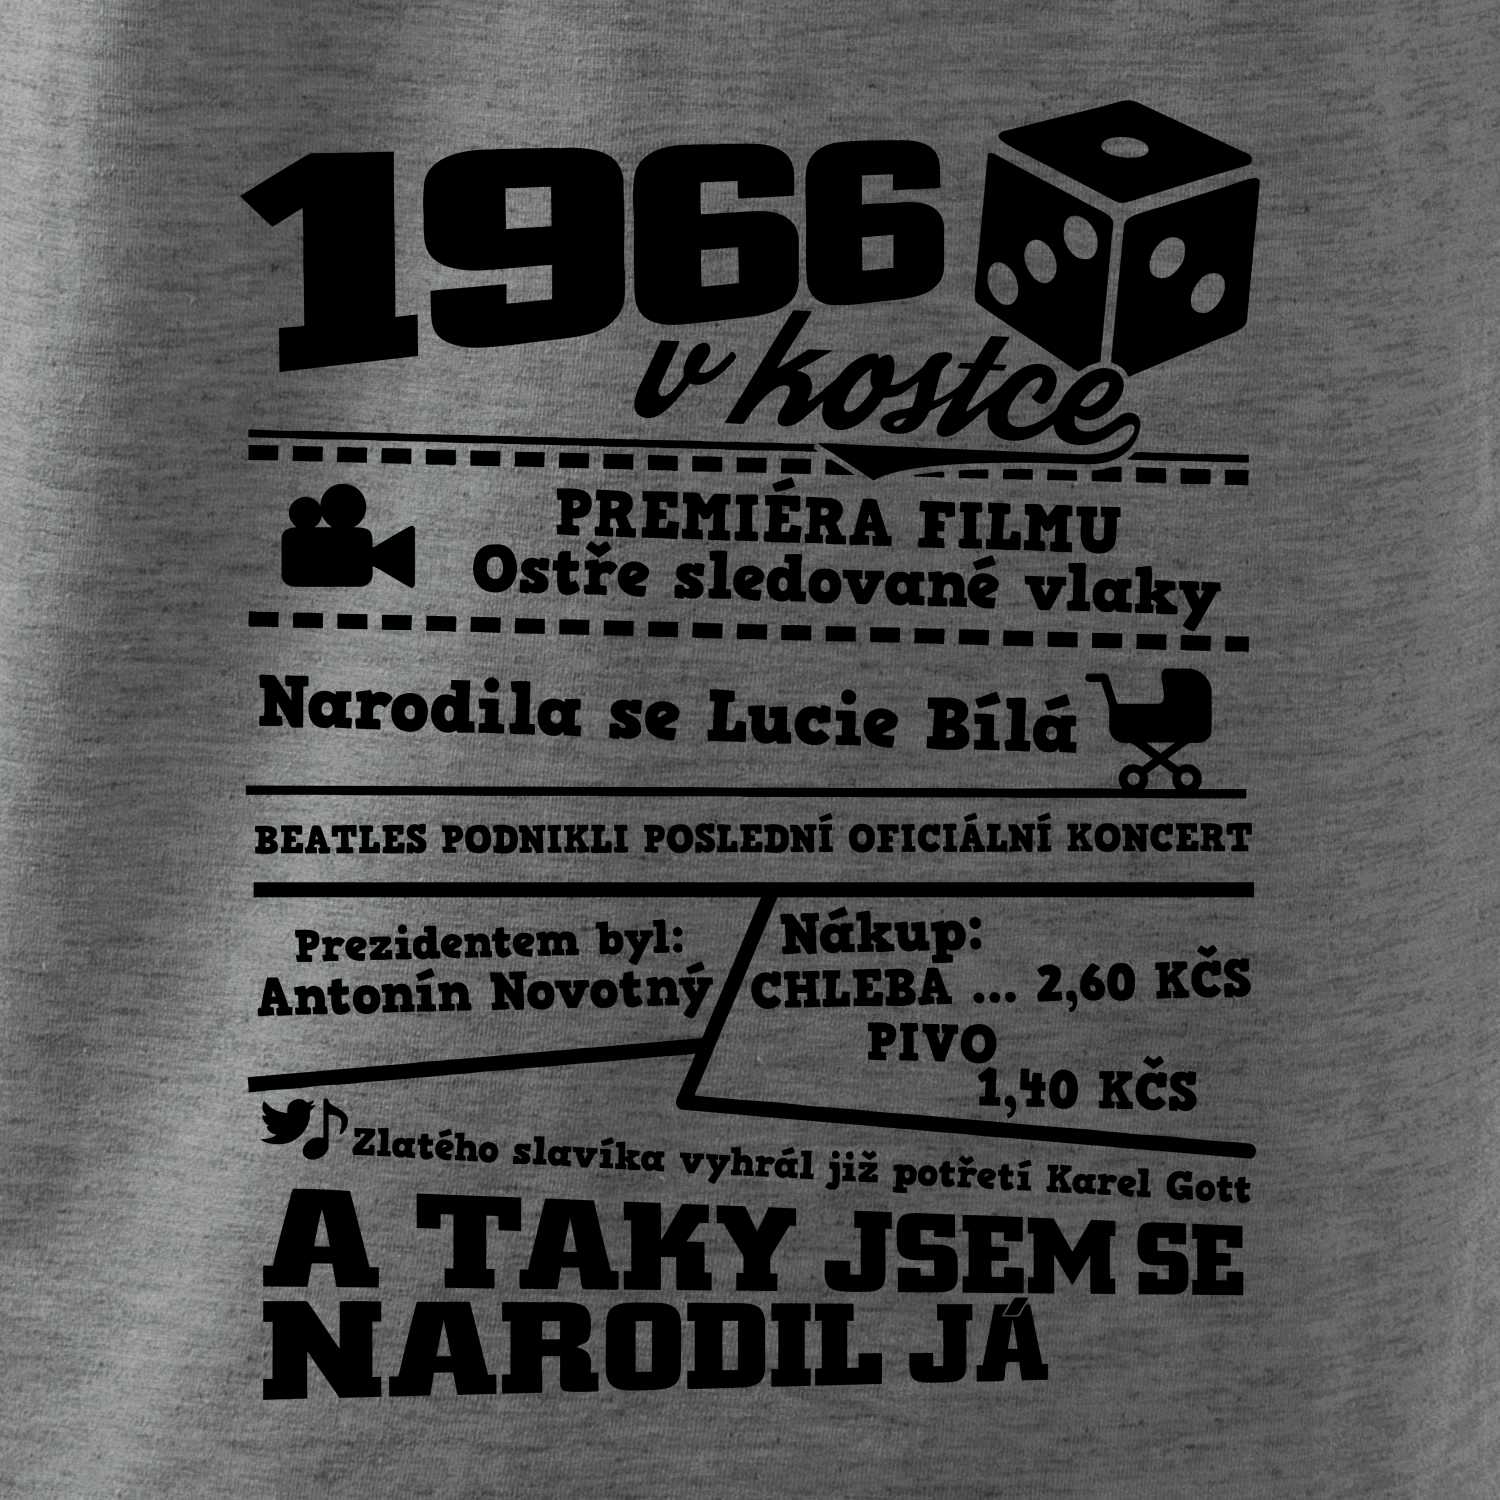 1966
v kostce
PREMIÉRA FILMU
Ostře sledované vlaky
Narodila se Lucie Bílá
BEATLES PODNIKLI POSLEDNÍ OFICIÁLNÍ KONCERT
Prezidentem byl:
Antonín Novotný
Nákup:
CHLEBA ... 2,60 KČS
PIVO
1,40 KČS
Zlatého slavíka vyhrál již potřetí Karel Gott
A TAKY JSEM SE
NARODIL JÁ